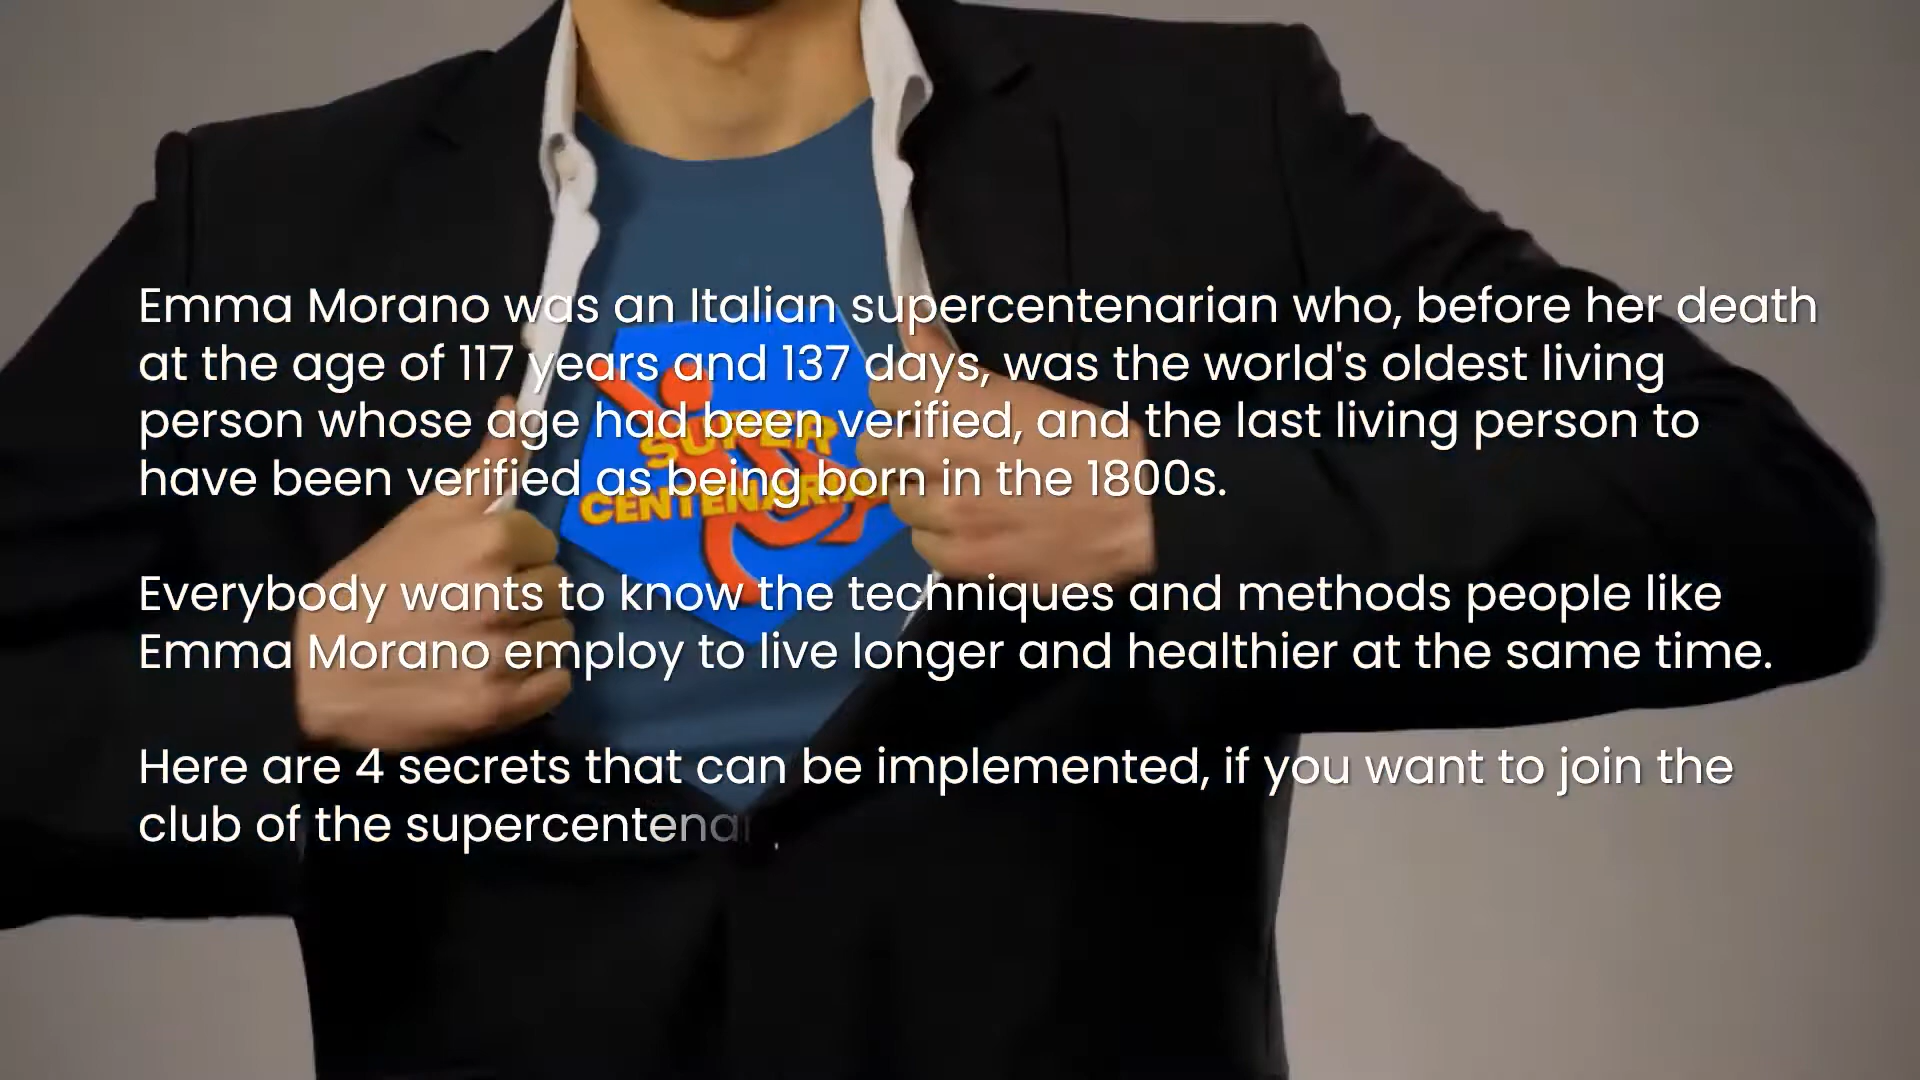 Emma Morano was an Italian supercentenarian who, before her death
at the age of 117 years and 137 days, was the world's oldest living
person whose age had been verified, and the last living person to
have been verified as being born in the 1800s.
SUPER
Everybody wants to know the techniques and methods people like
Emma Morano employ to live longer and healthier at the same time.
Here are 4 secrets that can be implemented, if you want to join the
club of the supercentenar